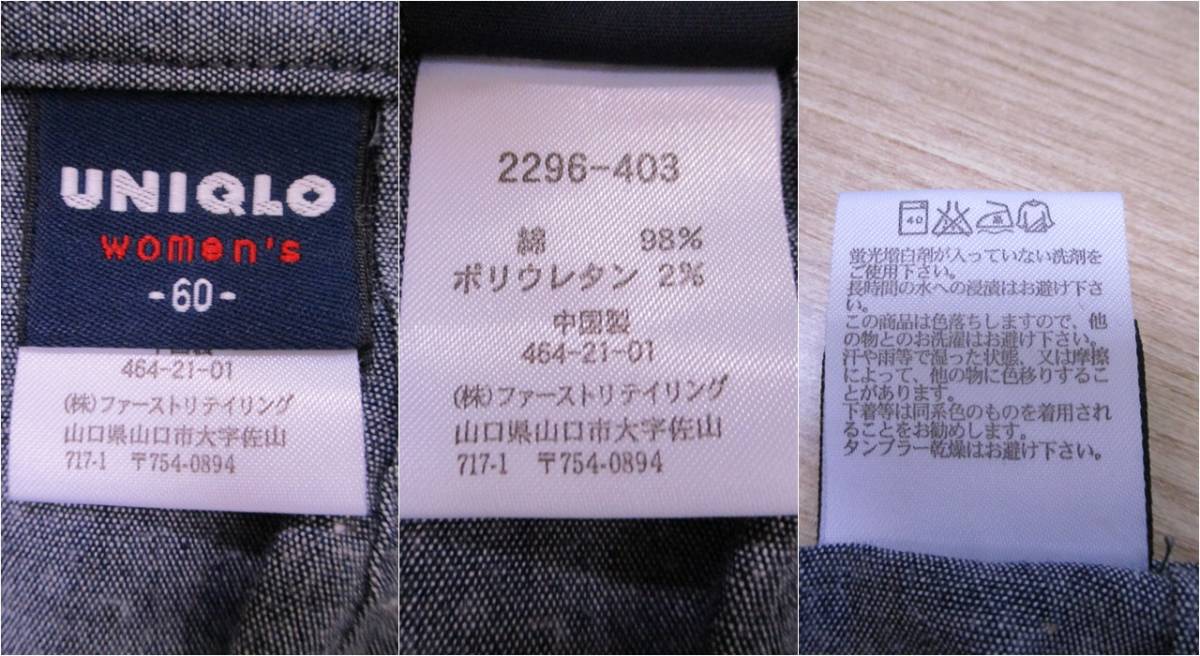 UNIQLO
women's
-60-
中国製
464-21-01
(株)ファーストリテイリング
山口県山口市大字佐山
717-1 〒754-0894
2296-403
綿 98%
ポリウレタン 2%
中国製
464-21-01
(株)ファーストリテイリング
山口県山口市大字佐山
717-1 〒754-0894
40
蛍光増白剤が入っていない洗剤を
ご使用下さい。
長時間の水への浸漬はお避け下さ
い。
この商品は色落ちしますので、他
の物とのお洗濯はお避け下さい。
汗や雨等で湿った状態、又は摩擦
によって、他の物に色移りするこ
とがあります。
下着等は同系色のものを着用され
ることをお勧めします。
タンブラー乾燥はお避け下さい。